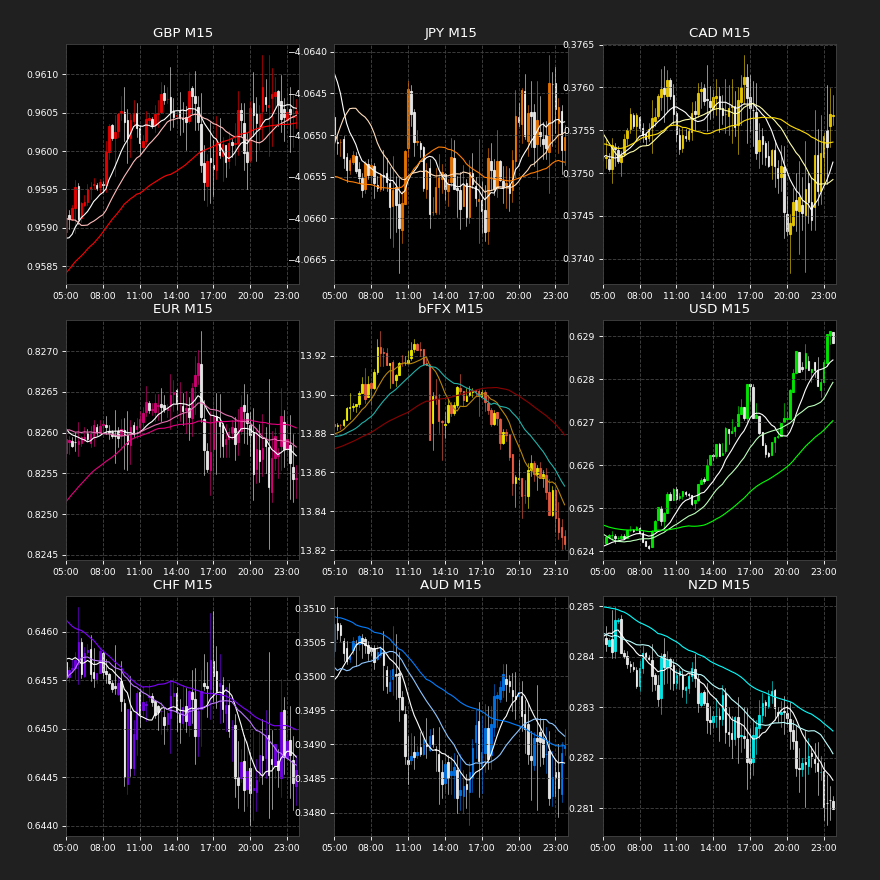 GBP M15
0.9610
0.9605
0.9600
0.9595
0.9590
0.9585
05:00 08:00 11:00 14:00 17:00 20:00 23:00
JPY M15
−4.0640
−4.0645
−4.0650
−4.0655
−4.0660
−4.0665
05:00 08:00 11:00 14:00 17:00 20:00 23:00
CAD M15
0.3765
0.3760
0.3755
0.3750
0.3745
0.3740
05:00 08:00 11:00 14:00 17:00 20:00 23:00
EUR M15
0.8270
0.8265
0.8260
0.8255
0.8250
0.8245
05:00 08:00 11:00 14:00 17:00 20:00 23:00
bFFX M15
13.92
13.90
13.88
13.86
13.84
13.82
05:10 08:10 11:10 14:10 17:10 20:10 23:10
USD M15
0.629
0.628
0.627
0.626
0.625
0.624
05:00 08:00 11:00 14:00 17:00 20:00 23:00
CHF M15
0.6460
0.6455
0.6450
0.6445
0.6440
05:00 08:00 11:00 14:00 17:00 20:00 23:00
AUD M15
0.3510
0.3505
0.3500
0.3495
0.3490
0.3485
0.3480
05:00 08:00 11:00 14:00 17:00 20:00 23:00
NZD M15
0.285
0.284
0.283
0.282
0.281
05:00 08:00 11:00 14:00 17:00 20:00 23:00